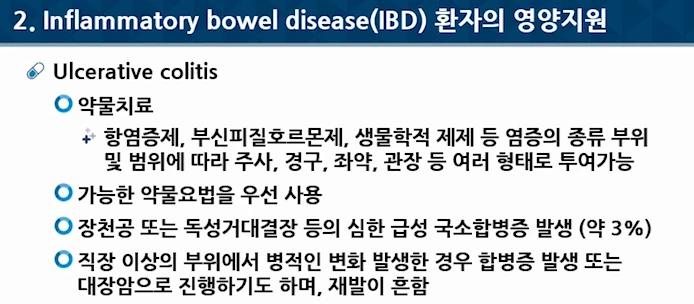 2. Inflammatory bowel disease(IBD) 환자의 영양지원
Ulcerative colitis
약물치료
항염증제, 부신피질호르몬제, 생물학적 제제 등 염증의 종류 부위
및 범위에 따라 주사, 경구, 좌약, 관장 등 여러 형태로 투여가능
가능한 약물요법을 우선 사용
장천공 또는 독성거대결장 등의 심한 급성 국소합병증 발생 (약 3%)
직장 이상의 부위에서 병적인 변화 발생한 경우 합병증 발생 또는
대장암으로 진행하기도 하며, 재발이 흔함